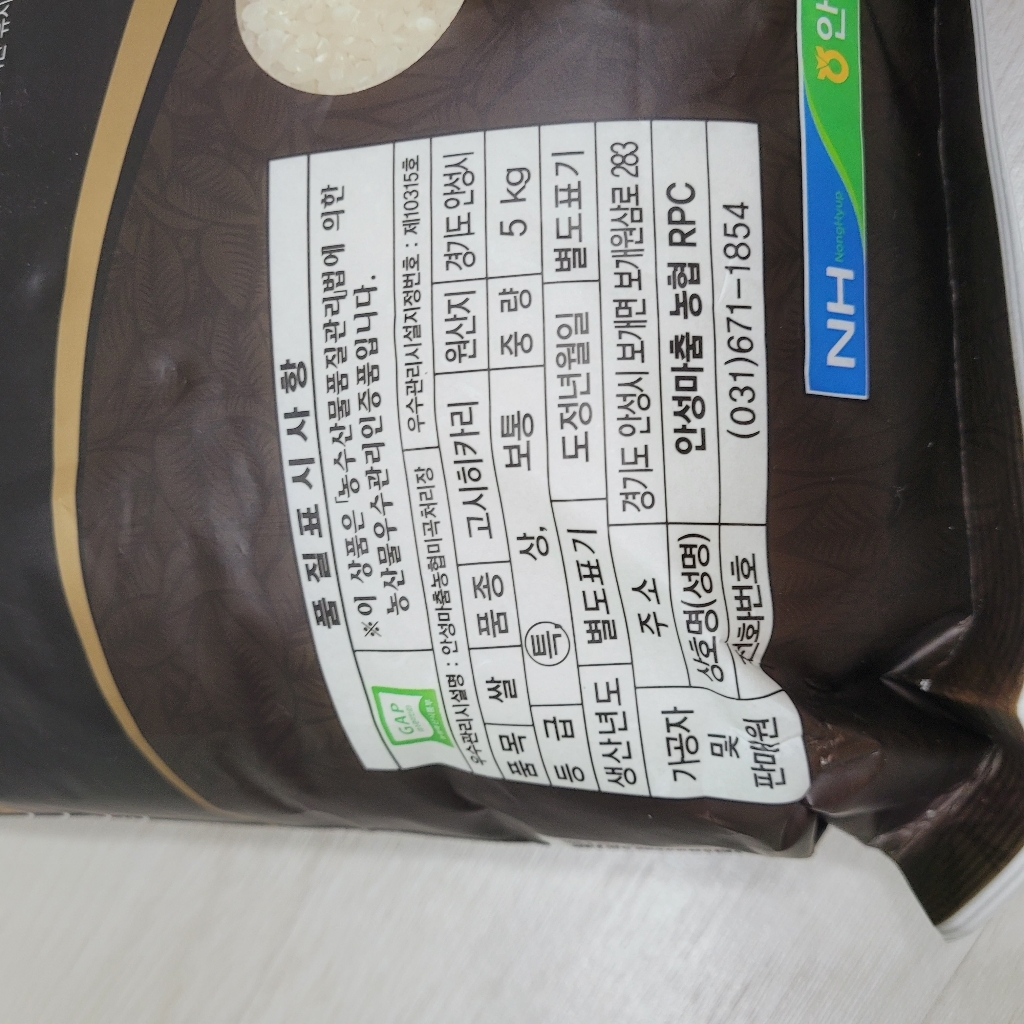 품질표시사항
※이 상품은 「농수산물품질관리법」에 의한
농산물우수관리인증품입니다.
GAP
우수관리시설명 : 안성마춤농협미곡처리장 우수관리시설지정번호 : 제10315호
품목 쌀 품종 고시히카리 원산지 경기도 안성시
등급 특, 상, 보통 중량 5 kg
생산년도 별도표기 도정년월일 별도표기
가공자 및 판매원
주소 경기도 안성시 보개면 보개원삼로 283
상호명(성명) 안성마춤 농협 RPC
전화번호 (031)671-1854
NH NongHyup 안